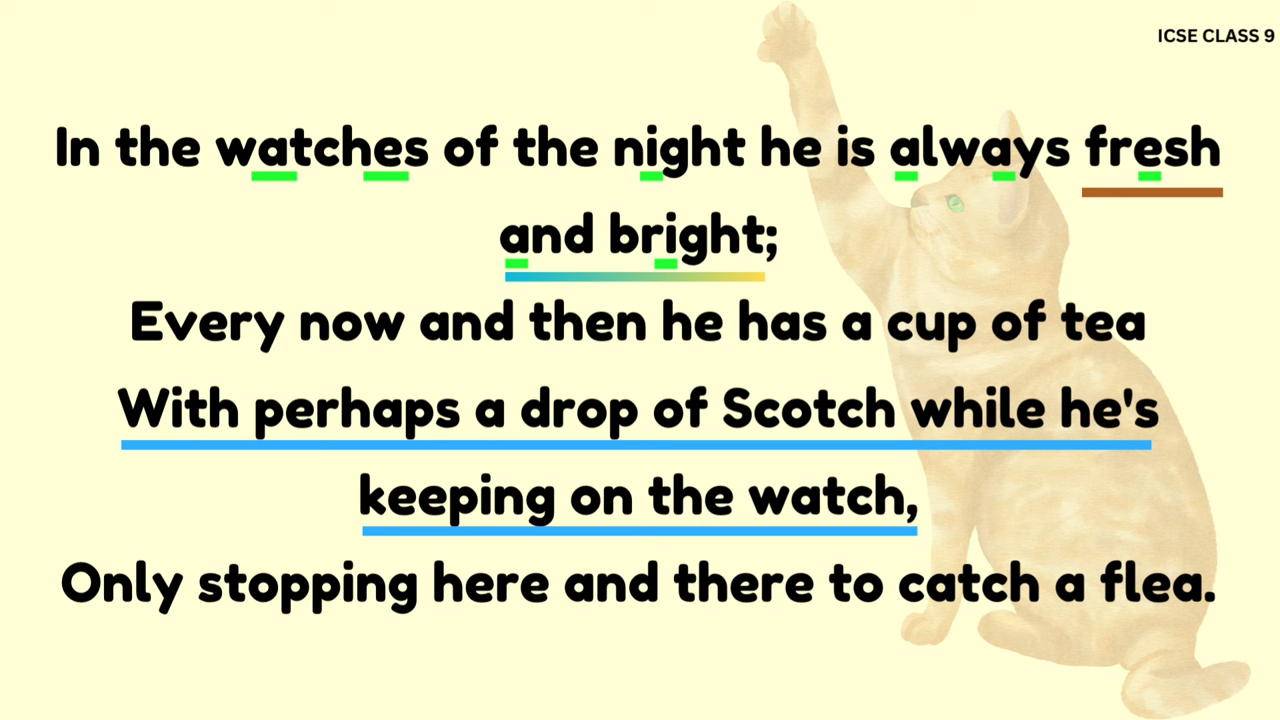 ICSE CLASS 9
In the watches of the night he is always fresh
and bright;
Every now and then he has a cup of tea
With perhaps a drop of Scotch while he's
keeping on the watch,
Only stopping here and there to catch a flea.